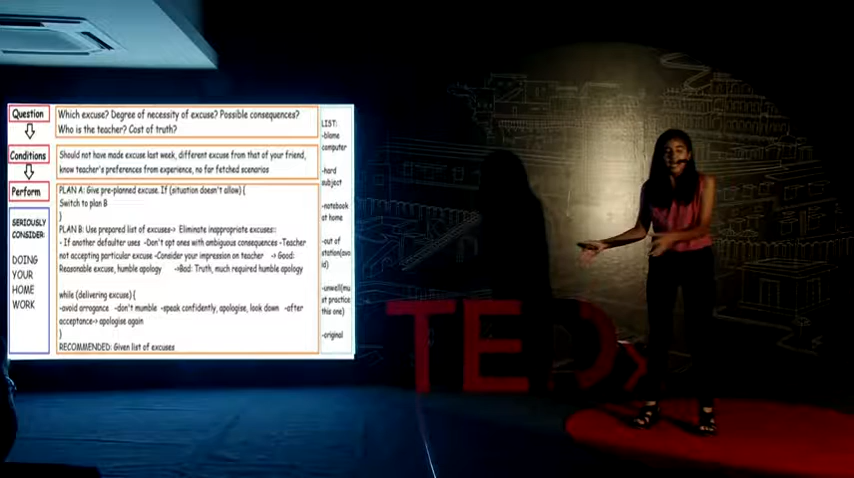 Question
Which excuse? Degree of necessity of excuse? Possible consequences?
Who is the teacher? Cost of truth?
Conditions
Should not have made excuse last week, different excuse from that of your friend,
know teacher's preferences from experience, no far fetched scenarios
Perform
PLAN A: Give pre-planned excuse. If (situation doesn't allow) {
Switch to plan B
}
PLAN B: Use prepared list of excuses-> Eliminate inappropriate excuses::
- If another defaulter uses -Don't opt ones with ambiguous consequences -Teacher
not accepting particular excuse -Consider your impression on teacher -> Good:
Reasonable excuse, humble apology ->Bad: Truth, much required humble apology
while (delivering excuse) {
-avoid arrogance -don't mumble -speak confidently, apologise, look down -after
acceptance-> apologise again
}
RECOMMENDED: Given list of excuses
SERIOUSLY
CONSIDER:
DOING
YOUR
HOME
WORK
LIST:
-blame
computer
-hard
subject
-notebook
at home
-out of
station(avo
id)
-unwell(mu
st practice
this one)
-original
TEDx